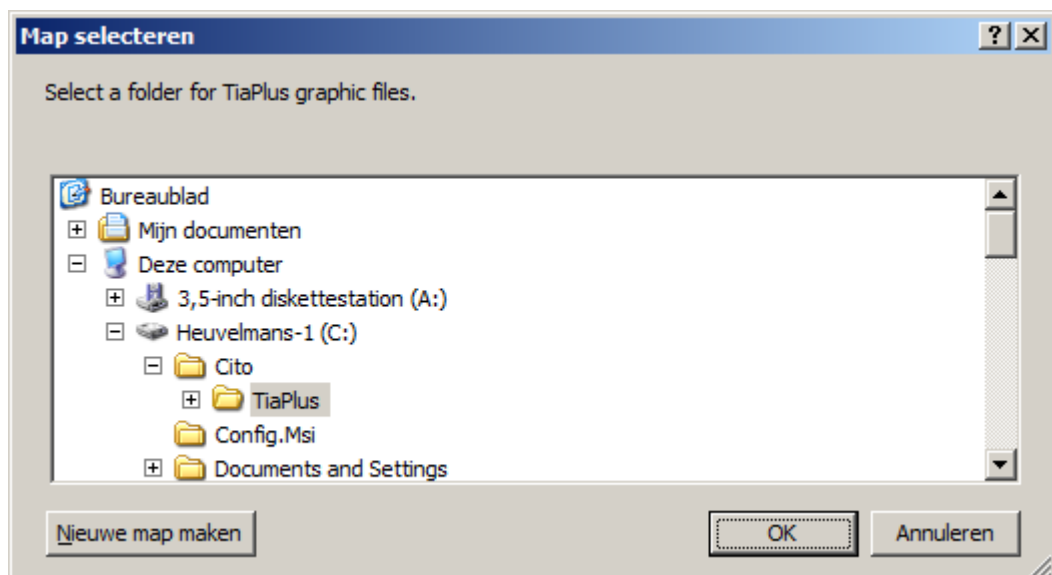 Map selecteren
Select a folder for TiaPlus graphic files.
Bureaublad
Mijn documenten
Deze computer
3,5-inch diskettestation (A:)
Heuvelmans-1 (C:)
Cito
TiaPlus
Config.Msi
Documents and Settings
Nieuwe map maken OK Annuleren